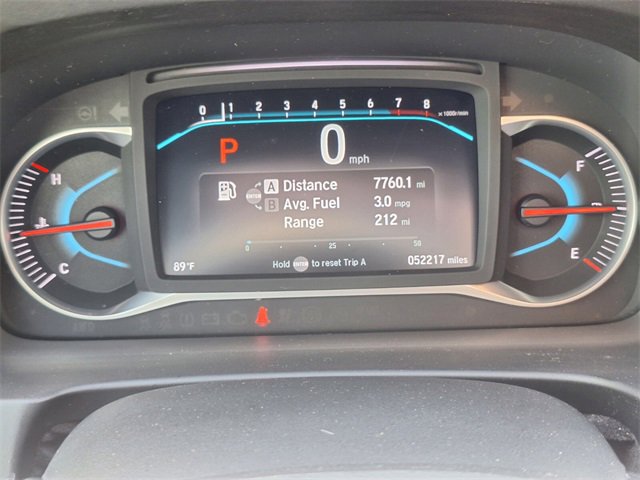 0 1 2 3 4 5 6 7 8 x1000r/min
P 0 mph
H
F
A Distance 7760.1 mi
ENTER
B Avg. Fuel 3.0 mpg
Range 212 mi
0 25 50
C
E
89°F Hold ENTER to reset Trip A 052217 miles